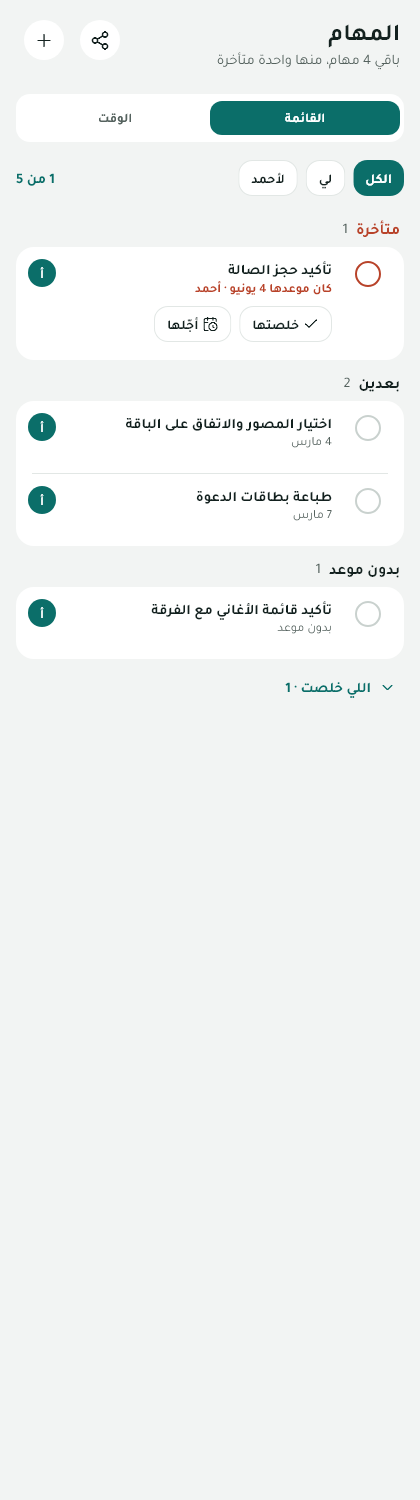 المهام
باقي 4 مهام، منها واحدة متأخرة
القائمة
الوقت
الكل
لي
لأحمد
1 من 5
متأخرة 1
تأكيد حجز الصالة
كان موعدها 4 يونيو · أحمد
أ
خلصتها
أجّلها
بعدين 2
اختيار المصور والاتفاق على الباقة
4 مارس
أ
طباعة بطاقات الدعوة
7 مارس
أ
بدون موعد 1
تأكيد قائمة الأغاني مع الفرقة
بدون موعد
أ
اللي خلصت · 1